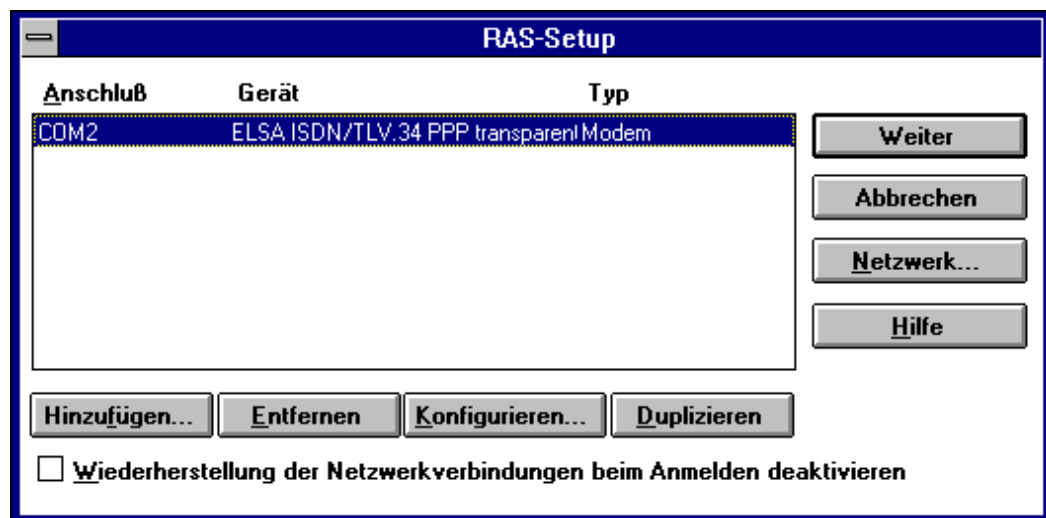 RAS-Setup
Anschluß Gerät Typ
COM2 ELSA ISDN/TLV.34 PPP transparent Modem
Weiter
Abbrechen
Netzwerk...
Hilfe
Hinzufügen... Entfernen Konfigurieren... Duplizieren
Wiederherstellung der Netzwerkverbindungen beim Anmelden deaktivieren